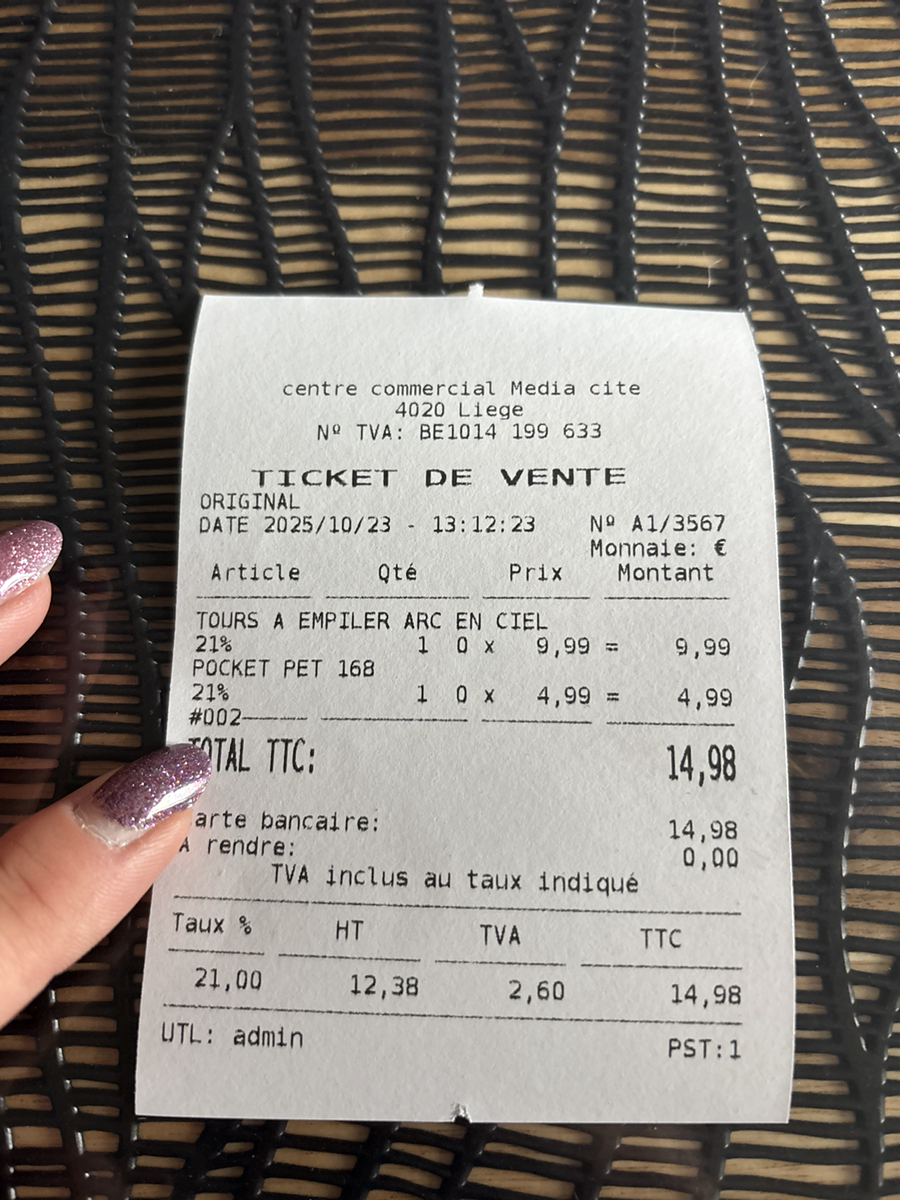 centre commercial Media cite
4020 Liege
Nº TVA: BE1014 199 633
TICKET DE VENTE
ORIGINAL
DATE 2025/10/23 - 13:12:23 Nº A1/3567
Monnaie: €
Article Qté Prix Montant
TOURS A EMPILER ARC EN CIEL
21% 1 0 x 9,99 = 9,99
POCKET PET 168
21% 1 0 x 4,99 = 4,99
#002
TOTAL TTC: 14,98
arte bancaire: 14,98
A rendre: 0,00
TVA inclus au taux indiqué
Taux % HT TVA TTC
21,00 12,38 2,60 14,98
UTL: admin PST:1